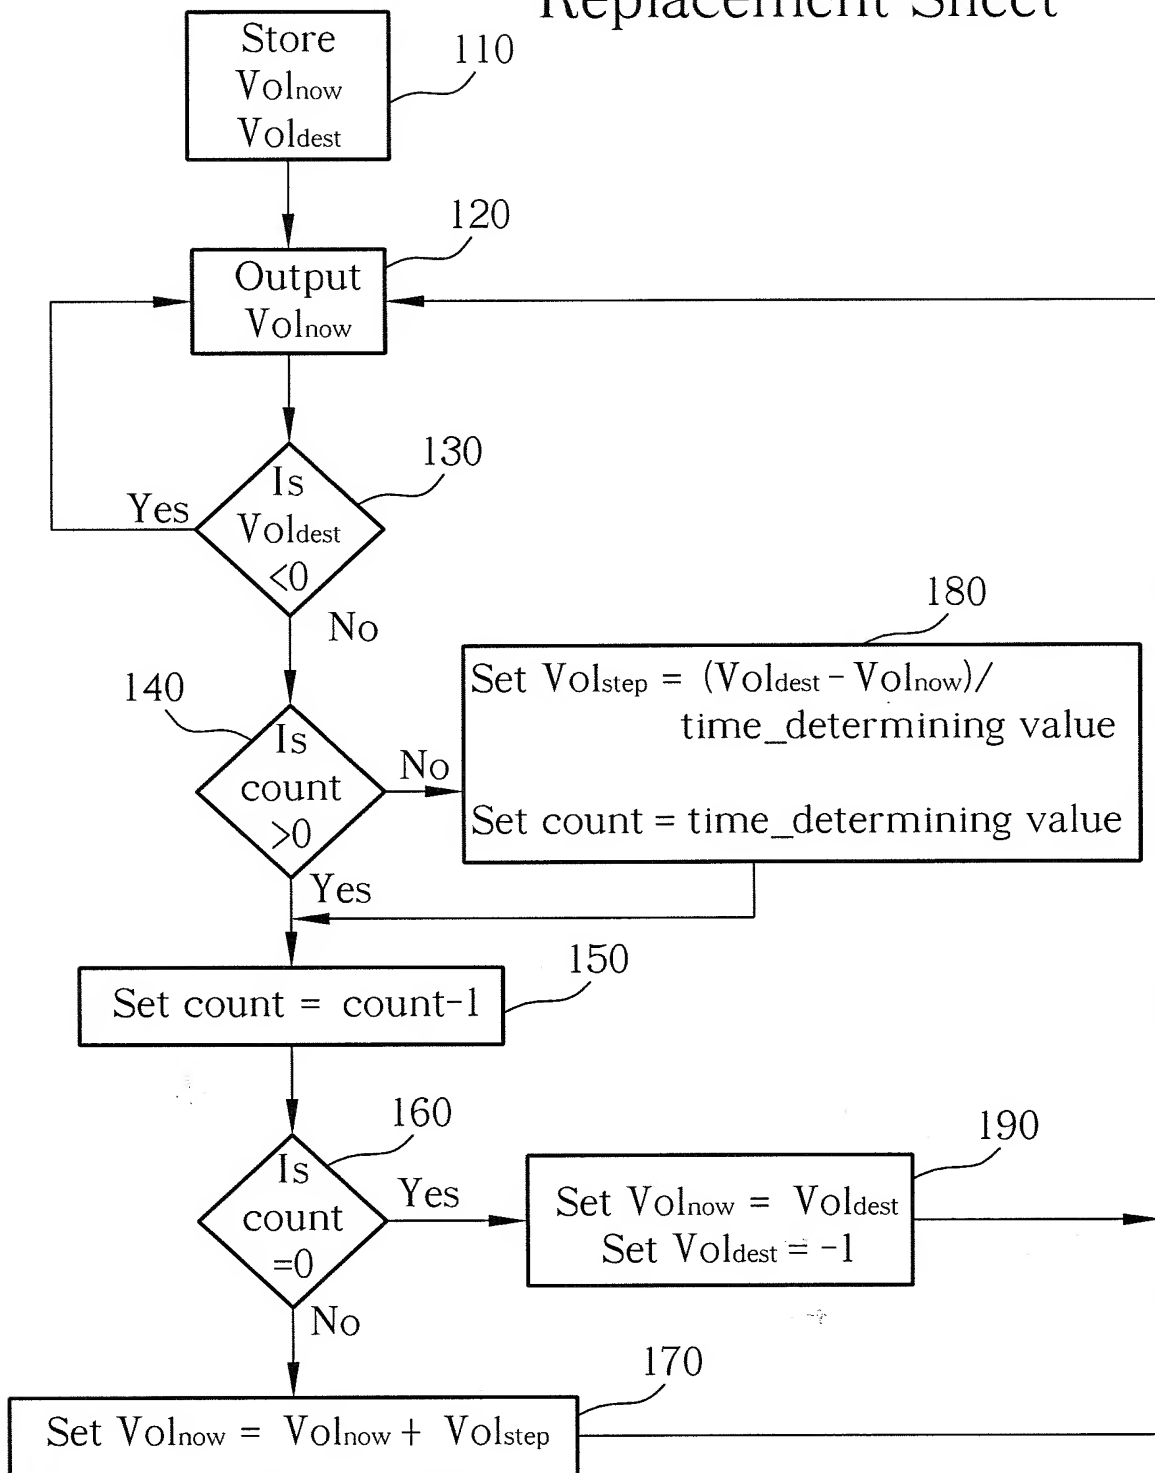 Replacement Sheet
Store
Volnow
Voldest
110
120
Output
Volnow
130
Is
Voldest
<0
Yes
No
180
Set Volstep = (Voldest - Volnow)/
time_determining value
Set count = time_determining value
140
Is
count
>0
No
Yes
150
Set count = count-1
160
Is
count
=0
Yes
190
Set Volnow = Voldest
Set Voldest = -1
No
170
Set Volnow = Volnow + Volstep